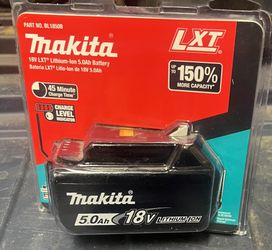 PART NO. BL1850B
Makita
LXT
18V LXT® Lithium-Ion 5.0Ah Battery
Batería LXT® Litio-Ion de 18V 5.0Ah
UP TO 150%
MORE CAPACITY*
45 Minute
Charge Time*
CHARGE
LEVEL
INDICATOR
Makita
5.0Ah 18V LITHIUM-ION